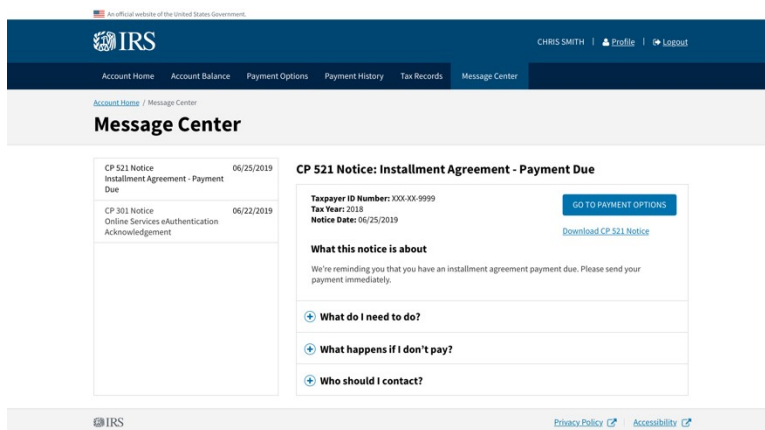 An official website of the United States Government.
IRS
CHRIS SMITH | Profile | Logout
Account Home Account Balance Payment Options Payment History Tax Records Message Center
Account Home / Message Center
Message Center
CP 521 Notice 06/25/2019
Installment Agreement - Payment
Due
CP 301 Notice 06/22/2019
Online Services eAuthentication
Acknowledgement
CP 521 Notice: Installment Agreement - Payment Due
Taxpayer ID Number: XXX-XX-9999
Tax Year: 2018
Notice Date: 06/25/2019
GO TO PAYMENT OPTIONS
Download CP 521 Notice
What this notice is about
We're reminding you that you have an installment agreement payment due. Please send your
payment immediately.
What do I need to do?
What happens if I don't pay?
Who should I contact?
IRS
Privacy Policy | Accessibility